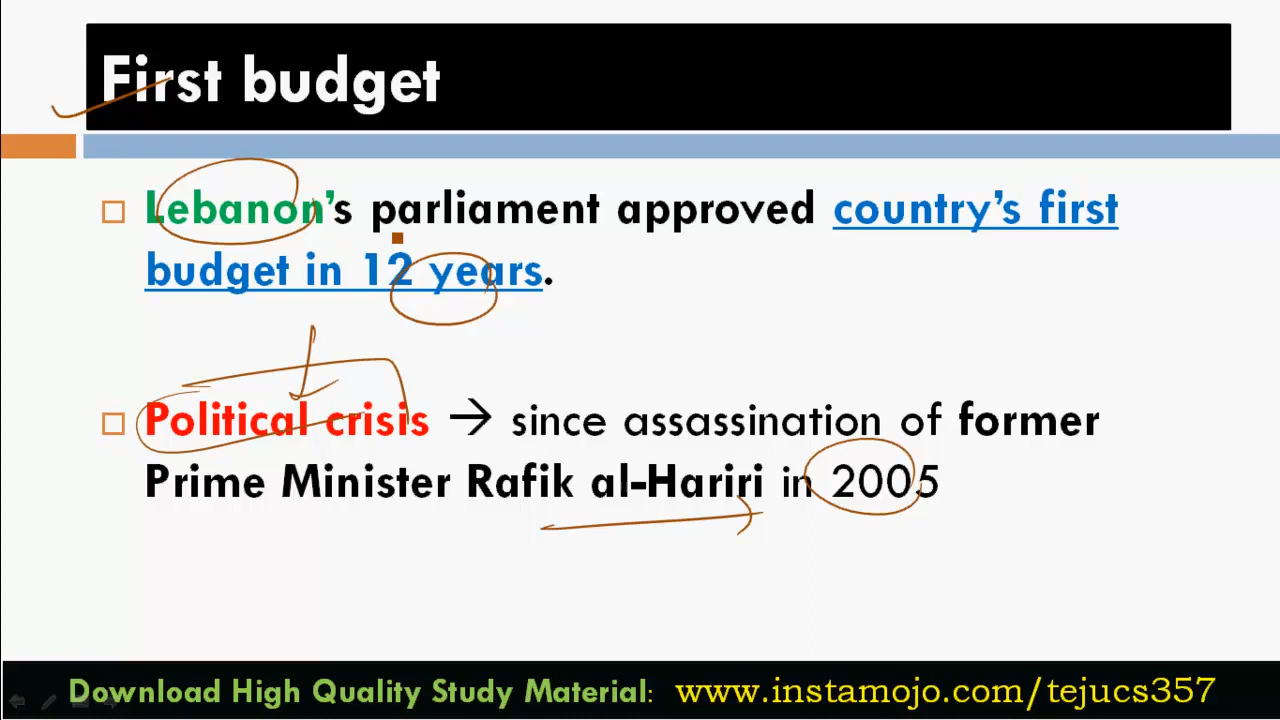 First budget
Lebanon's parliament approved country's first
budget in 12 years.
Political crisis → since assassination of former
Prime Minister Rafik al-Hariri in 2005
Download High Quality Study Material: www.instamojo.com/tejucs357